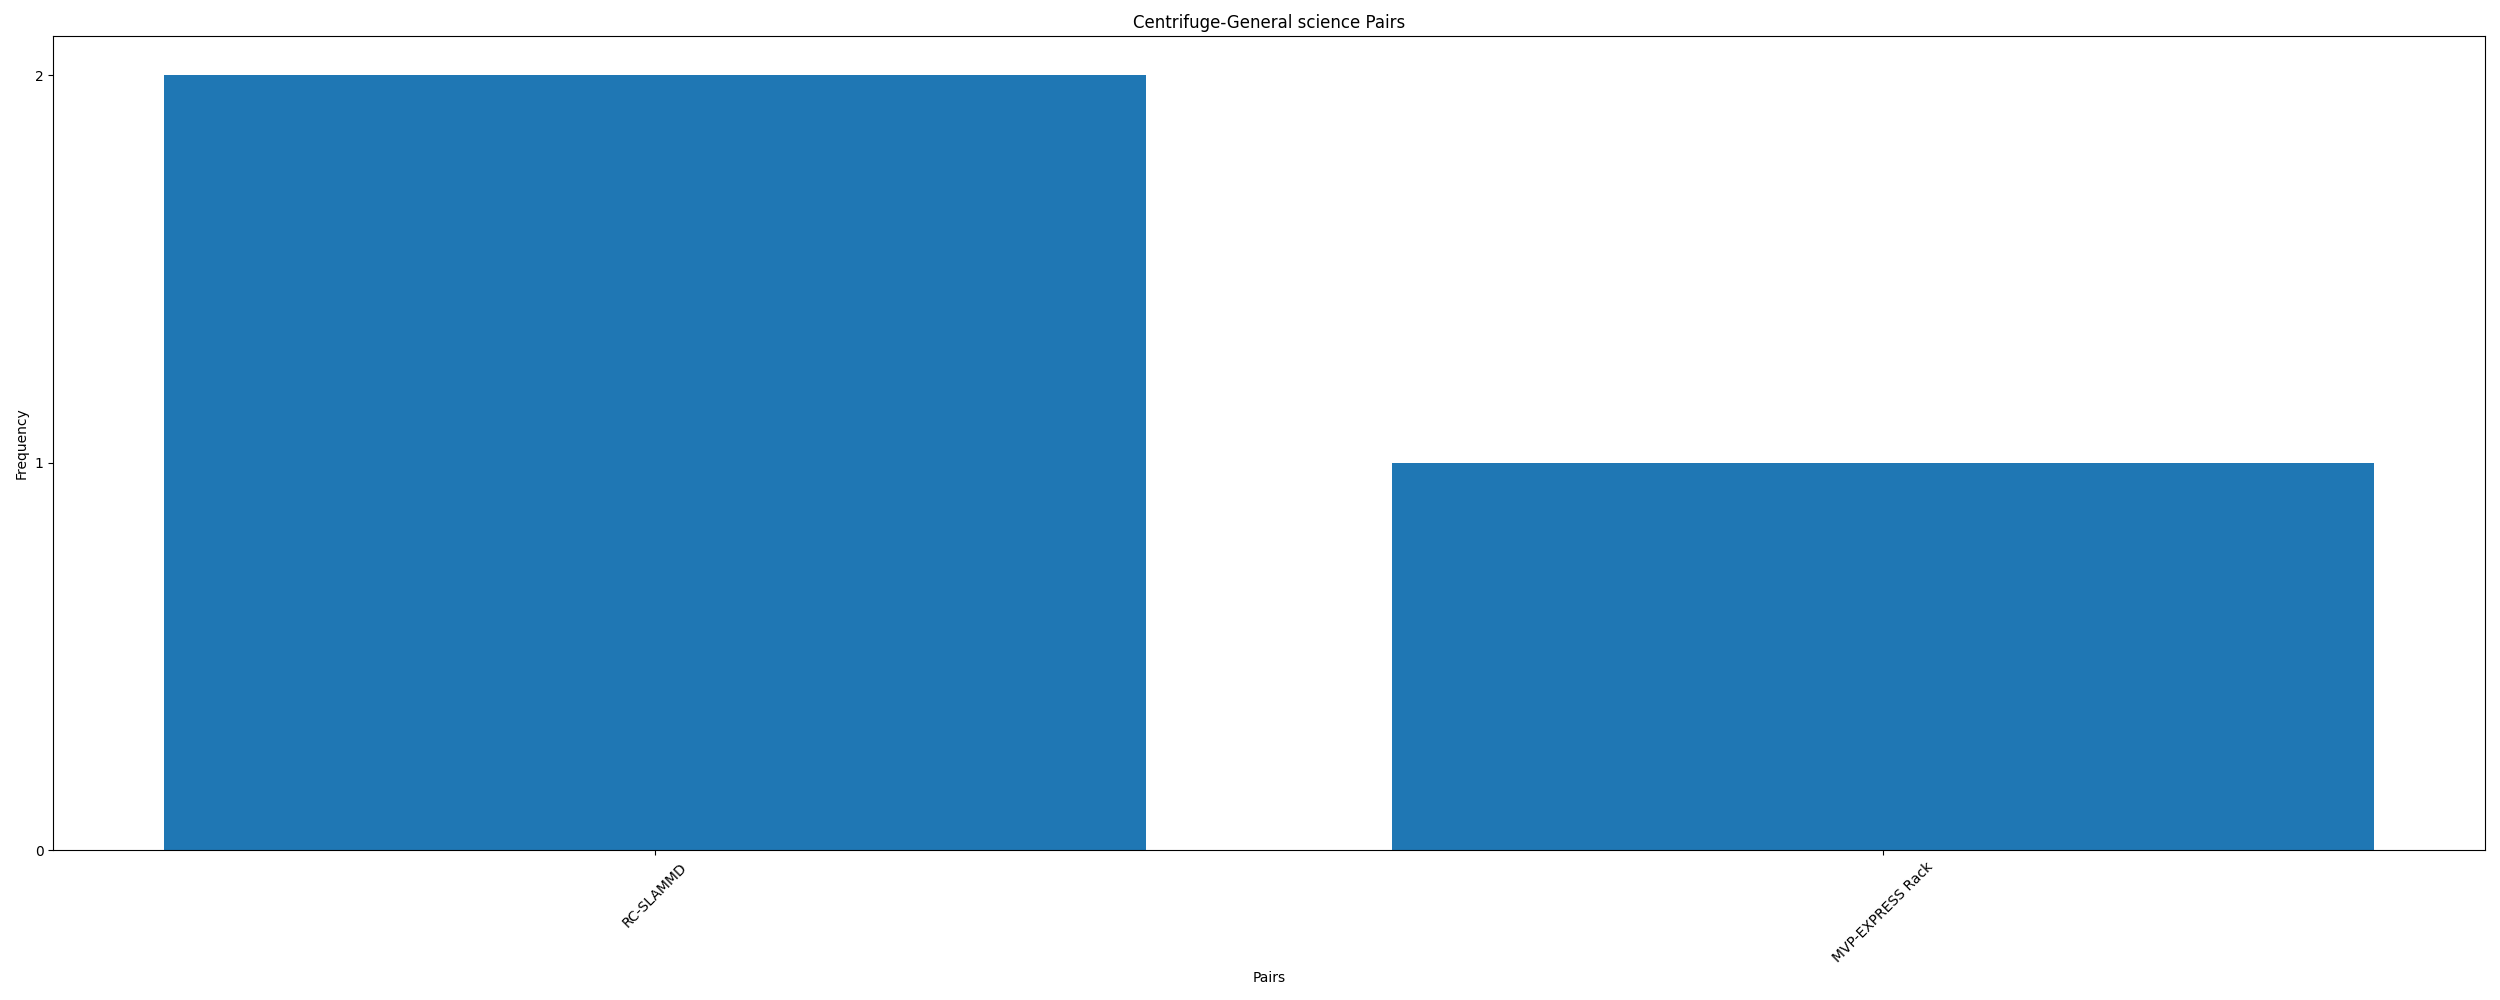 Centrifuge-General science Pairs
Frequency
2
1
0
RC-SLAMMD
MVP-EXPRESS Rack
Pairs